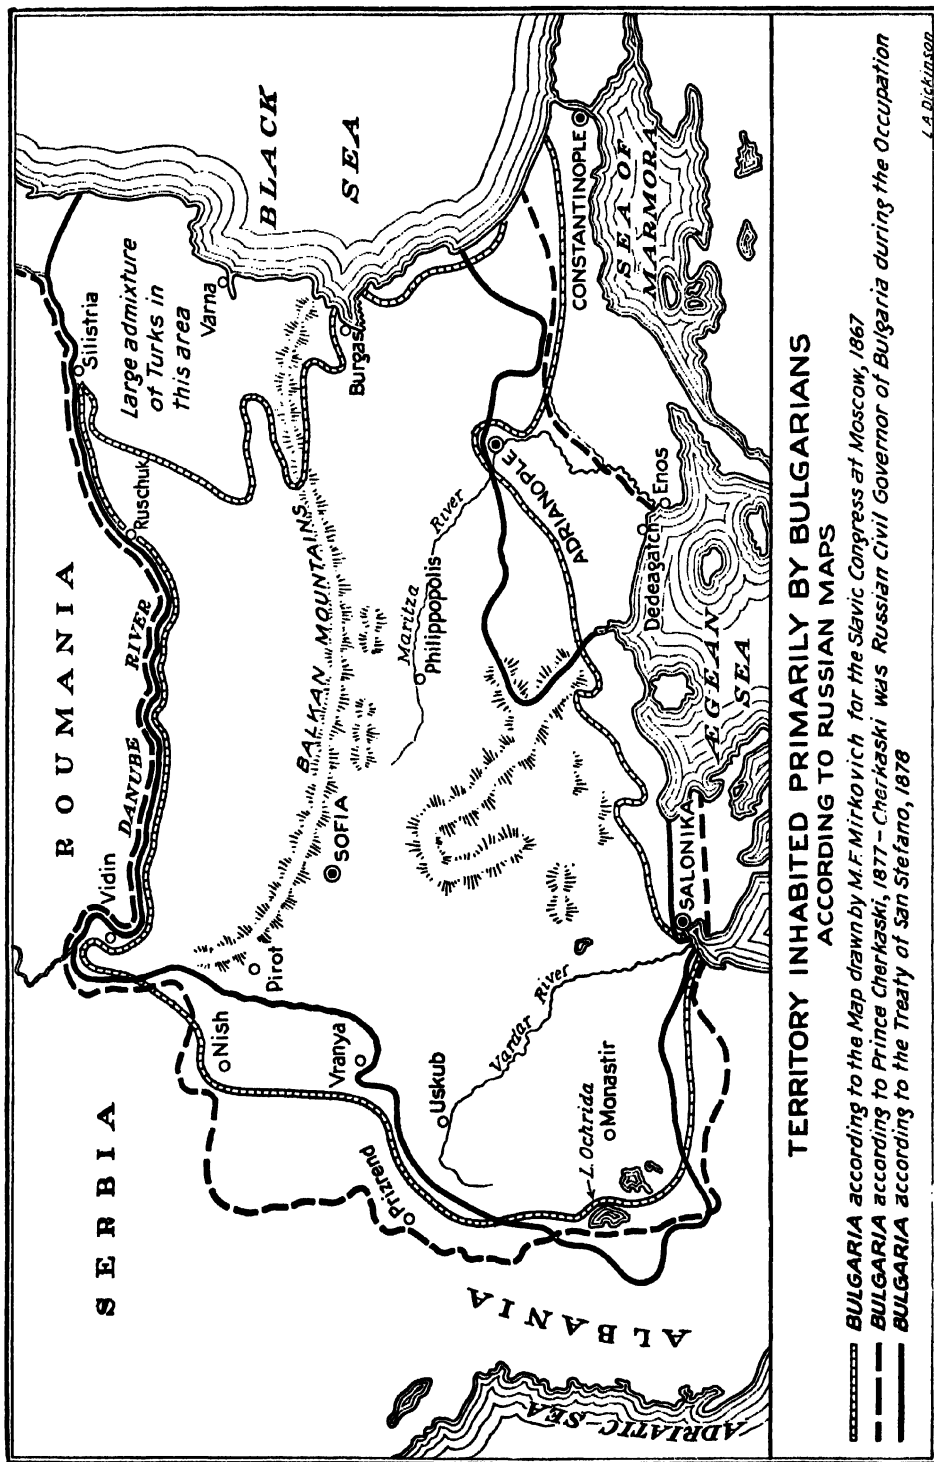 ROUMANIA
SERBIA
ALBANIA
ADRIATIC SEA
BLACK
SEA
SEA OF
MARMORA
ÆGEAN
SEA
DANUBE RIVER
Vidin
Ruschuk
Silistria
Large admixture
of Turks in
this area
Varna
Burgas
BALKAN MOUNTAINS
SOFIA
Pirot
Nish
Vranya
Uskub
Prizrend
Vardar River
L. Ochrida
Monastir
SALONIKA
Maritza River
Philippopolis
ADRIANOPLE
Dedeagatch
Enos
CONSTANTINOPLE
TERRITORY INHABITED PRIMARILY BY BULGARIANS
ACCORDING TO RUSSIAN MAPS
BULGARIA according to the Map drawn by M.F. Mirkovich for the Slavic Congress at Moscow, 1867
BULGARIA according to Prince Cherkaski, 1877 – Cherkaski was Russian Civil Governor of Bulgaria during the Occupation
BULGARIA according to the Treaty of San Stefano, 1878
L.A. Dickinson